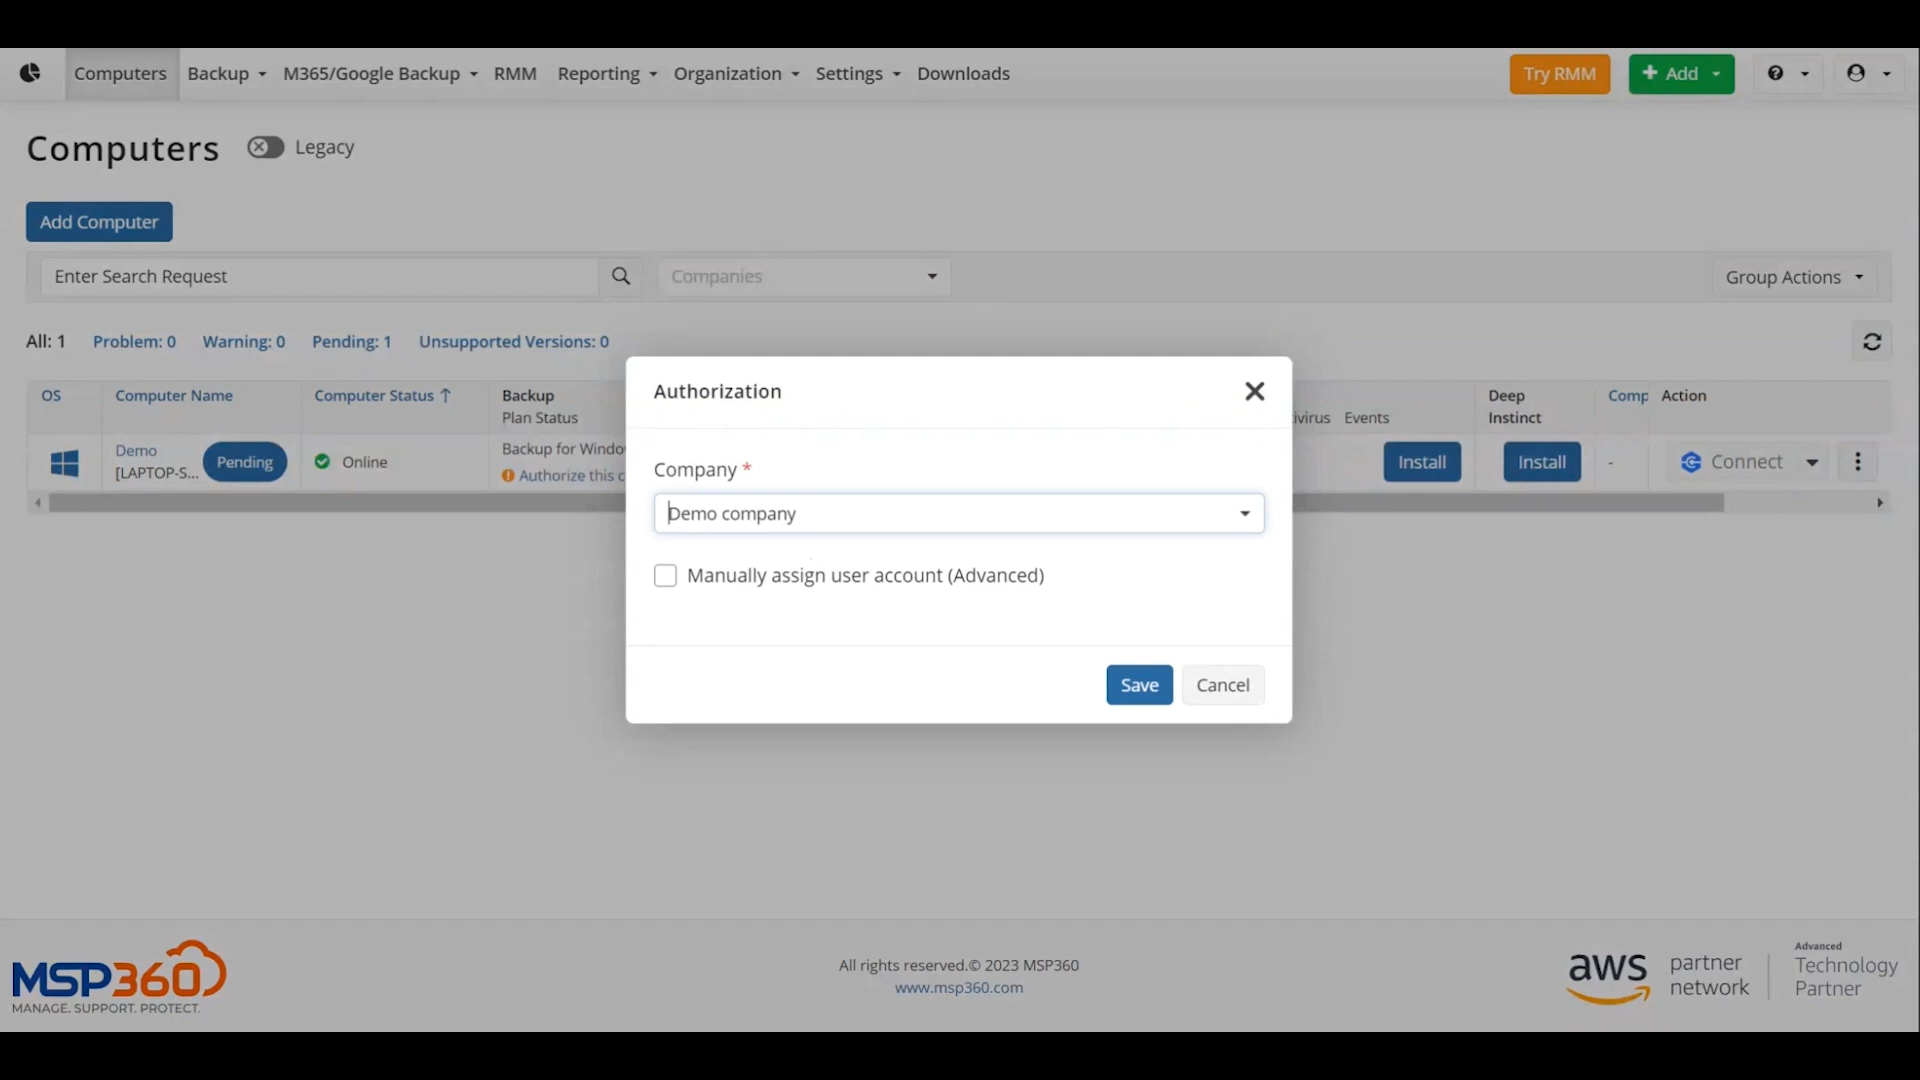 Computers Backup M365/Google Backup RMM Reporting Organization Settings Downloads Try RMM + Add
Computers Legacy
Add Computer
Enter Search Request Companies Group Actions
All: 1 Problem: 0 Warning: 0 Pending: 1 Unsupported Versions: 0
Authorization
Company *
Demo company
Manually assign user account (Advanced)
Save Cancel
OS Computer Name Computer Status ↑ Backup Deep Comp Action
Plan Status ivirus Events Instinct
Demo Pending Online Backup for Windo Install Install - Connect
[LAPTOP-S... Authorize this c
MSP360
MANAGE. SUPPORT. PROTECT.
All rights reserved.© 2023 MSP360
www.msp360.com
aws partner network
Advanced
Technology
Partner